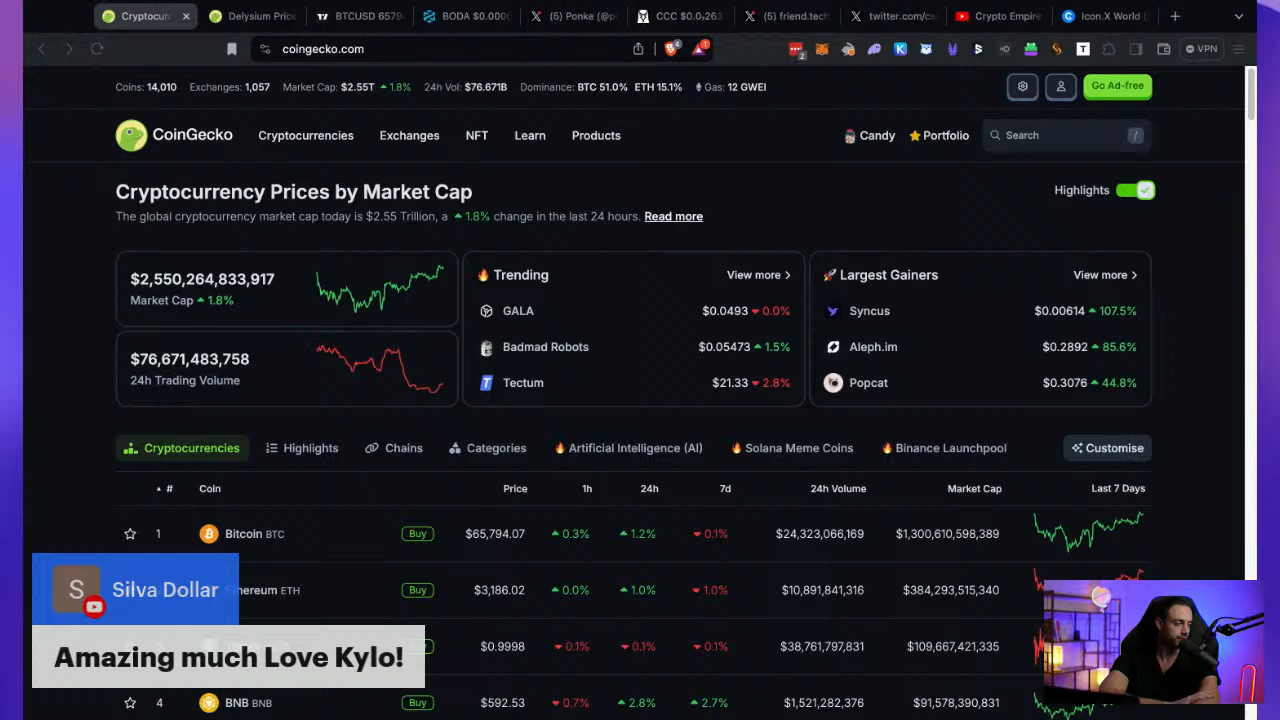 Cryptocurr
Delysium Price
BTCUSD 6579
BODA $0.000
(5) Ponke (@p
CCC $0.0₅263
(5) friend.tech
twitter.com/cs
Crypto Empire
Icon.X World (
coingecko.com
4
1
2
VPN
Coins: 14,010 Exchanges: 1,057 Market Cap: $2.55T 1.8% 24h Vol: $76.671B Dominance: BTC 51.0% ETH 15.1% Gas: 12 GWEI
Go Ad-free
CoinGecko Cryptocurrencies Exchanges NFT Learn Products Candy Portfolio Search /
Cryptocurrency Prices by Market Cap
Highlights
The global cryptocurrency market cap today is $2.55 Trillion, a 1.8% change in the last 24 hours. Read more
$2,550,264,833,917
Market Cap 1.8%
$76,671,483,758
24h Trading Volume
Trending View more
GALA $0.0493 0.0%
Badmad Robots $0.05473 1.5%
Tectum $21.33 2.8%
Largest Gainers View more
Syncus $0.00614 107.5%
Aleph.im $0.2892 85.6%
Popcat $0.3076 44.8%
Cryptocurrencies Highlights Chains Categories Artificial Intelligence (AI) Solana Meme Coins Binance Launchpool Customise
# Coin Price 1h 24h 7d 24h Volume Market Cap Last 7 Days
1 Bitcoin BTC Buy $65,794.07 0.3% 1.2% 0.1% $24,323,066,169 $1,300,610,598,389
ereum ETH Buy $3,186.02 0.0% 1.0% 1.0% $10,891,841,316 $384,293,515,340
Buy $0.9998 0.1% 0.1% 0.1% $38,761,797,831 $109,667,421,335
4 BNB BNB Buy $592.53 0.7% 2.8% 2.7% $1,521,282,376 $91,578,390,831
S Silva Dollar
Amazing much Love Kylo!